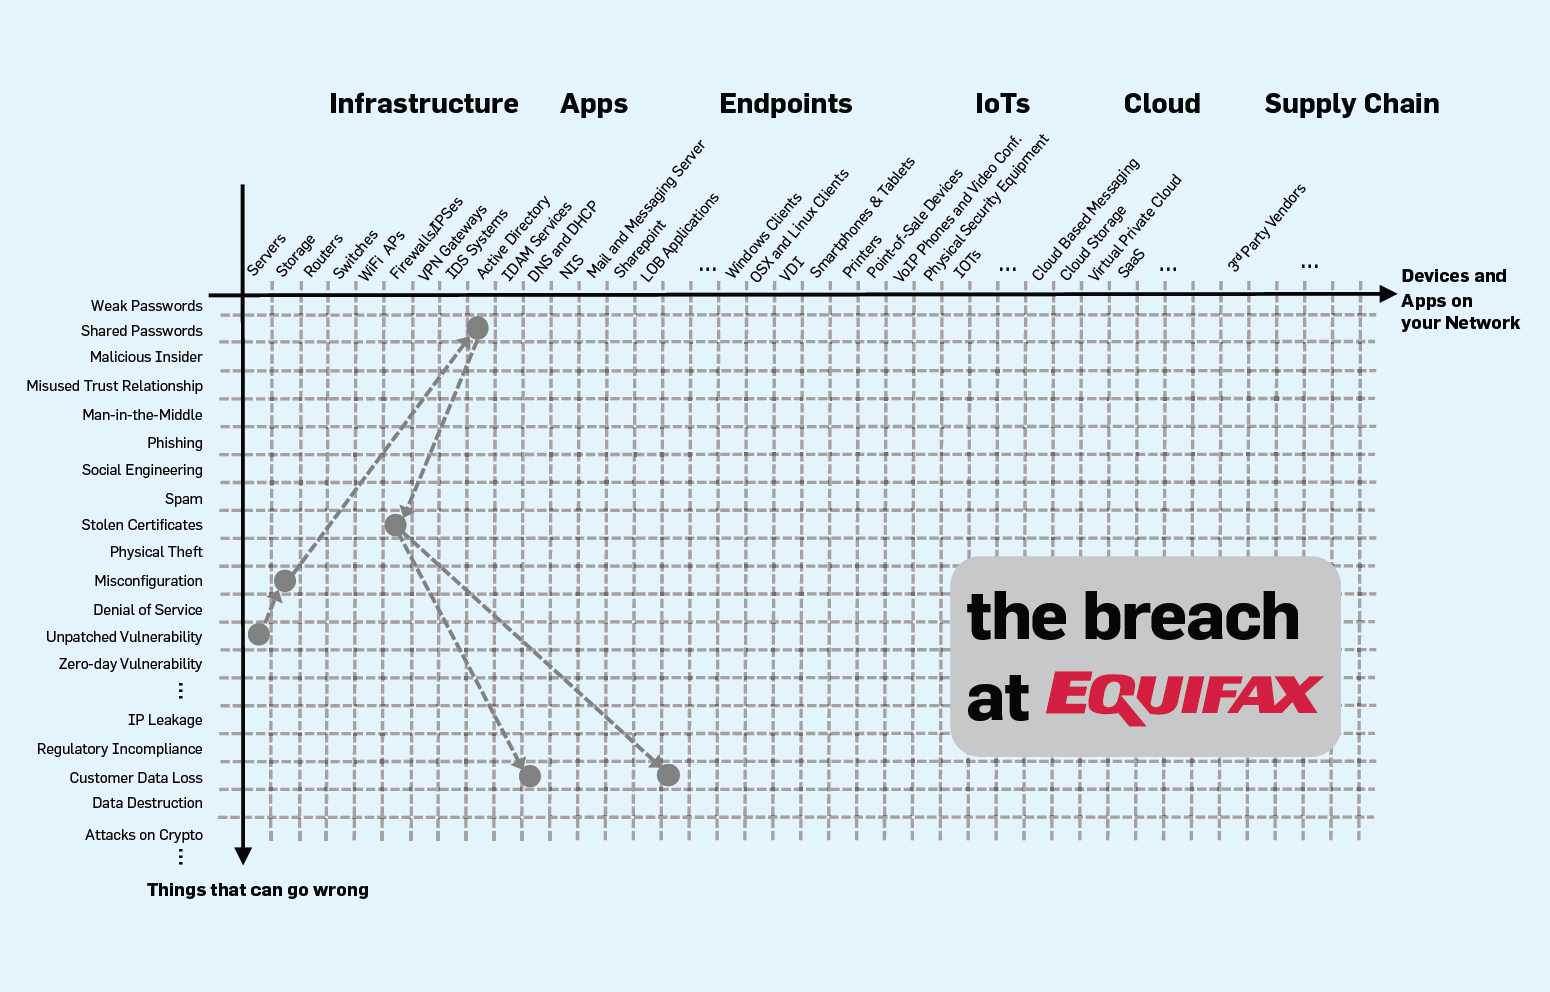 Infrastructure Apps Endpoints IoTs Cloud Supply Chain
Servers
Storage
Routers
Switches
WiFi APs
Firewalls/IPSes
VPN Gateways
IDS Systems
Active Directory
IDAM Services
DNS and DHCP
NIS
Mail and Messaging Server
Sharepoint
LOB Applications
...
Windows Clients
OSX and Linux Clients
VDI
Smartphones & Tablets
Printers
Point-of-Sale Devices
VoIP Phones and Video Conf.
Physical Security Equipment
IOTs
...
Cloud Based Messaging
Cloud Storage
Virtual Private Cloud
SaaS
...
3rd Party Vendors
...
Devices and
Apps on
your Network
Weak Passwords
Shared Passwords
Malicious Insider
Misused Trust Relationship
Man-in-the-Middle
Phishing
Social Engineering
Spam
Stolen Certificates
Physical Theft
Misconfiguration
Denial of Service
Unpatched Vulnerability
Zero-day Vulnerability
...
IP Leakage
Regulatory Incompliance
Customer Data Loss
Data Destruction
Attacks on Crypto
...
Things that can go wrong
the breach
at EQUIFAX